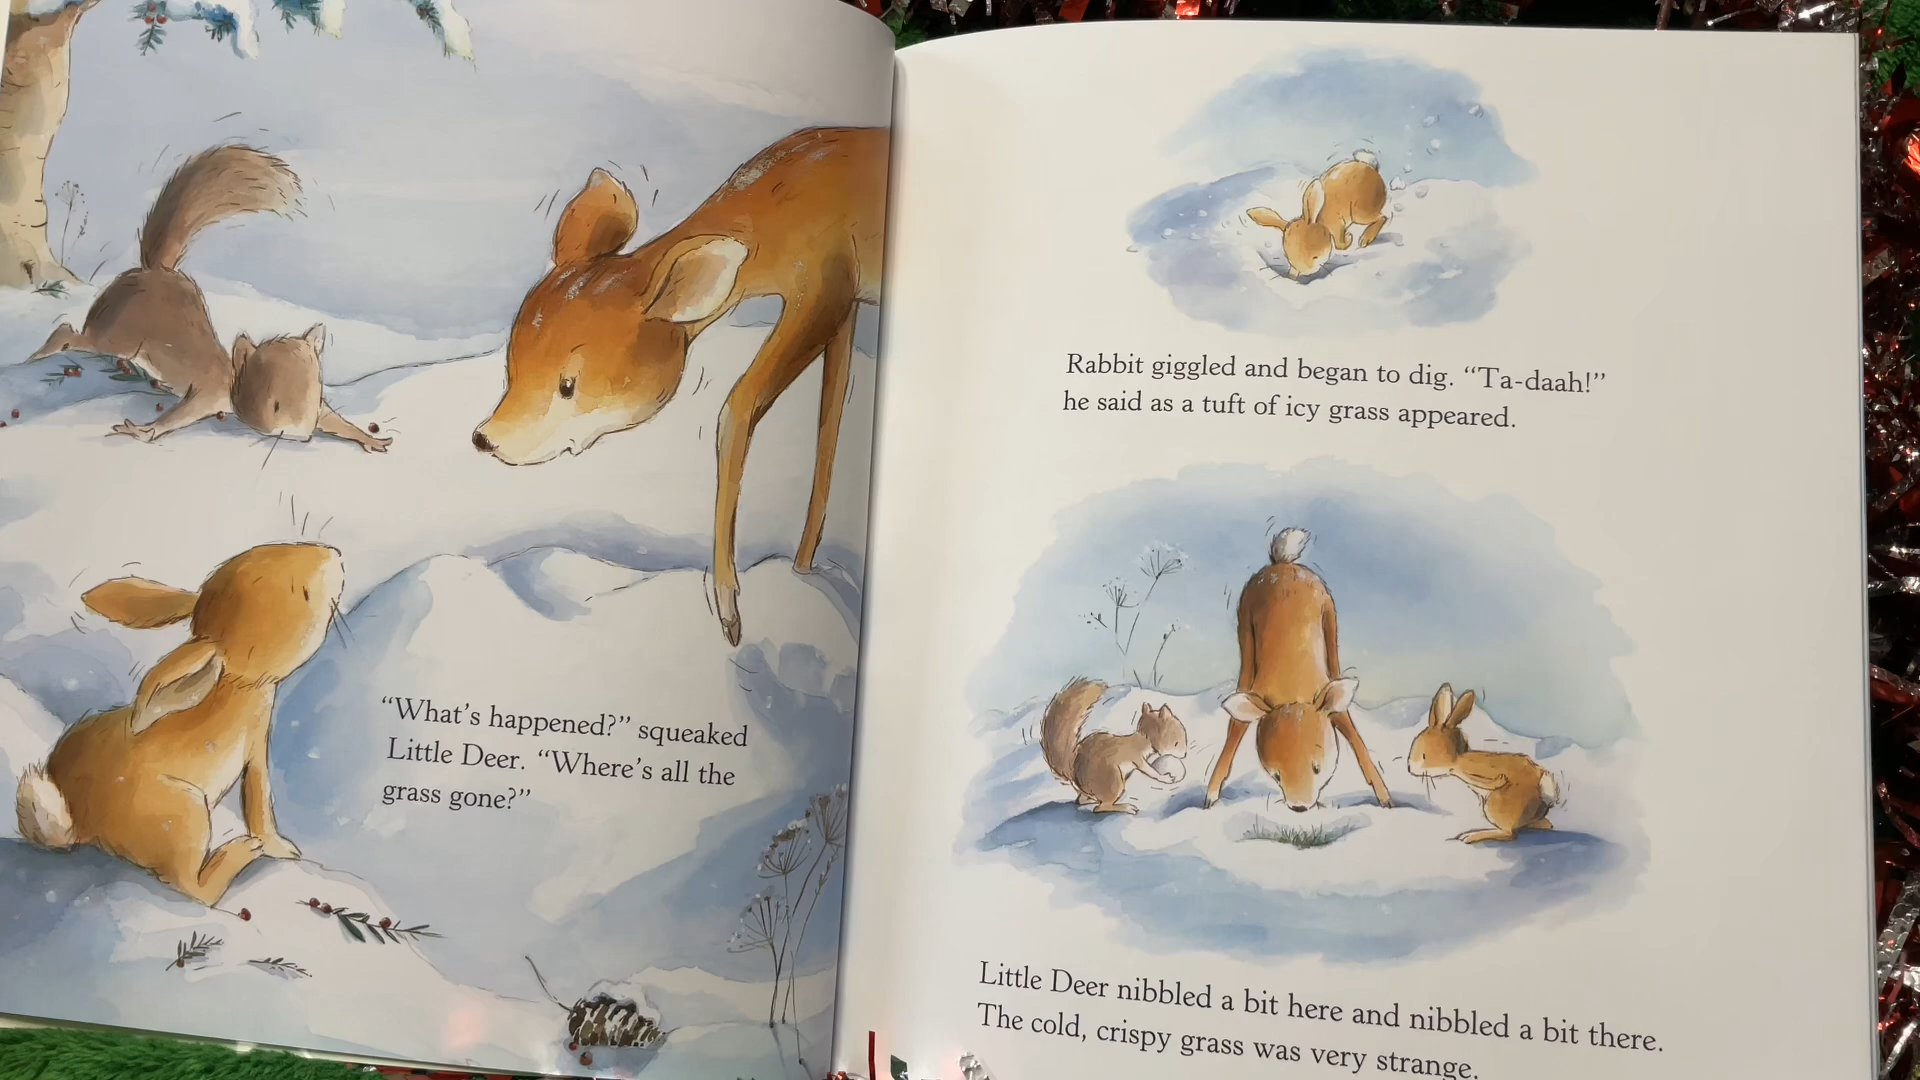 “What’s happened?” squeaked
Little Deer. “Where’s all the
grass gone?”
Rabbit giggled and began to dig. “Ta-daah!”
he said as a tuft of icy grass appeared.
Little Deer nibbled a bit here and nibbled a bit there.
The cold, crispy grass was very strange.